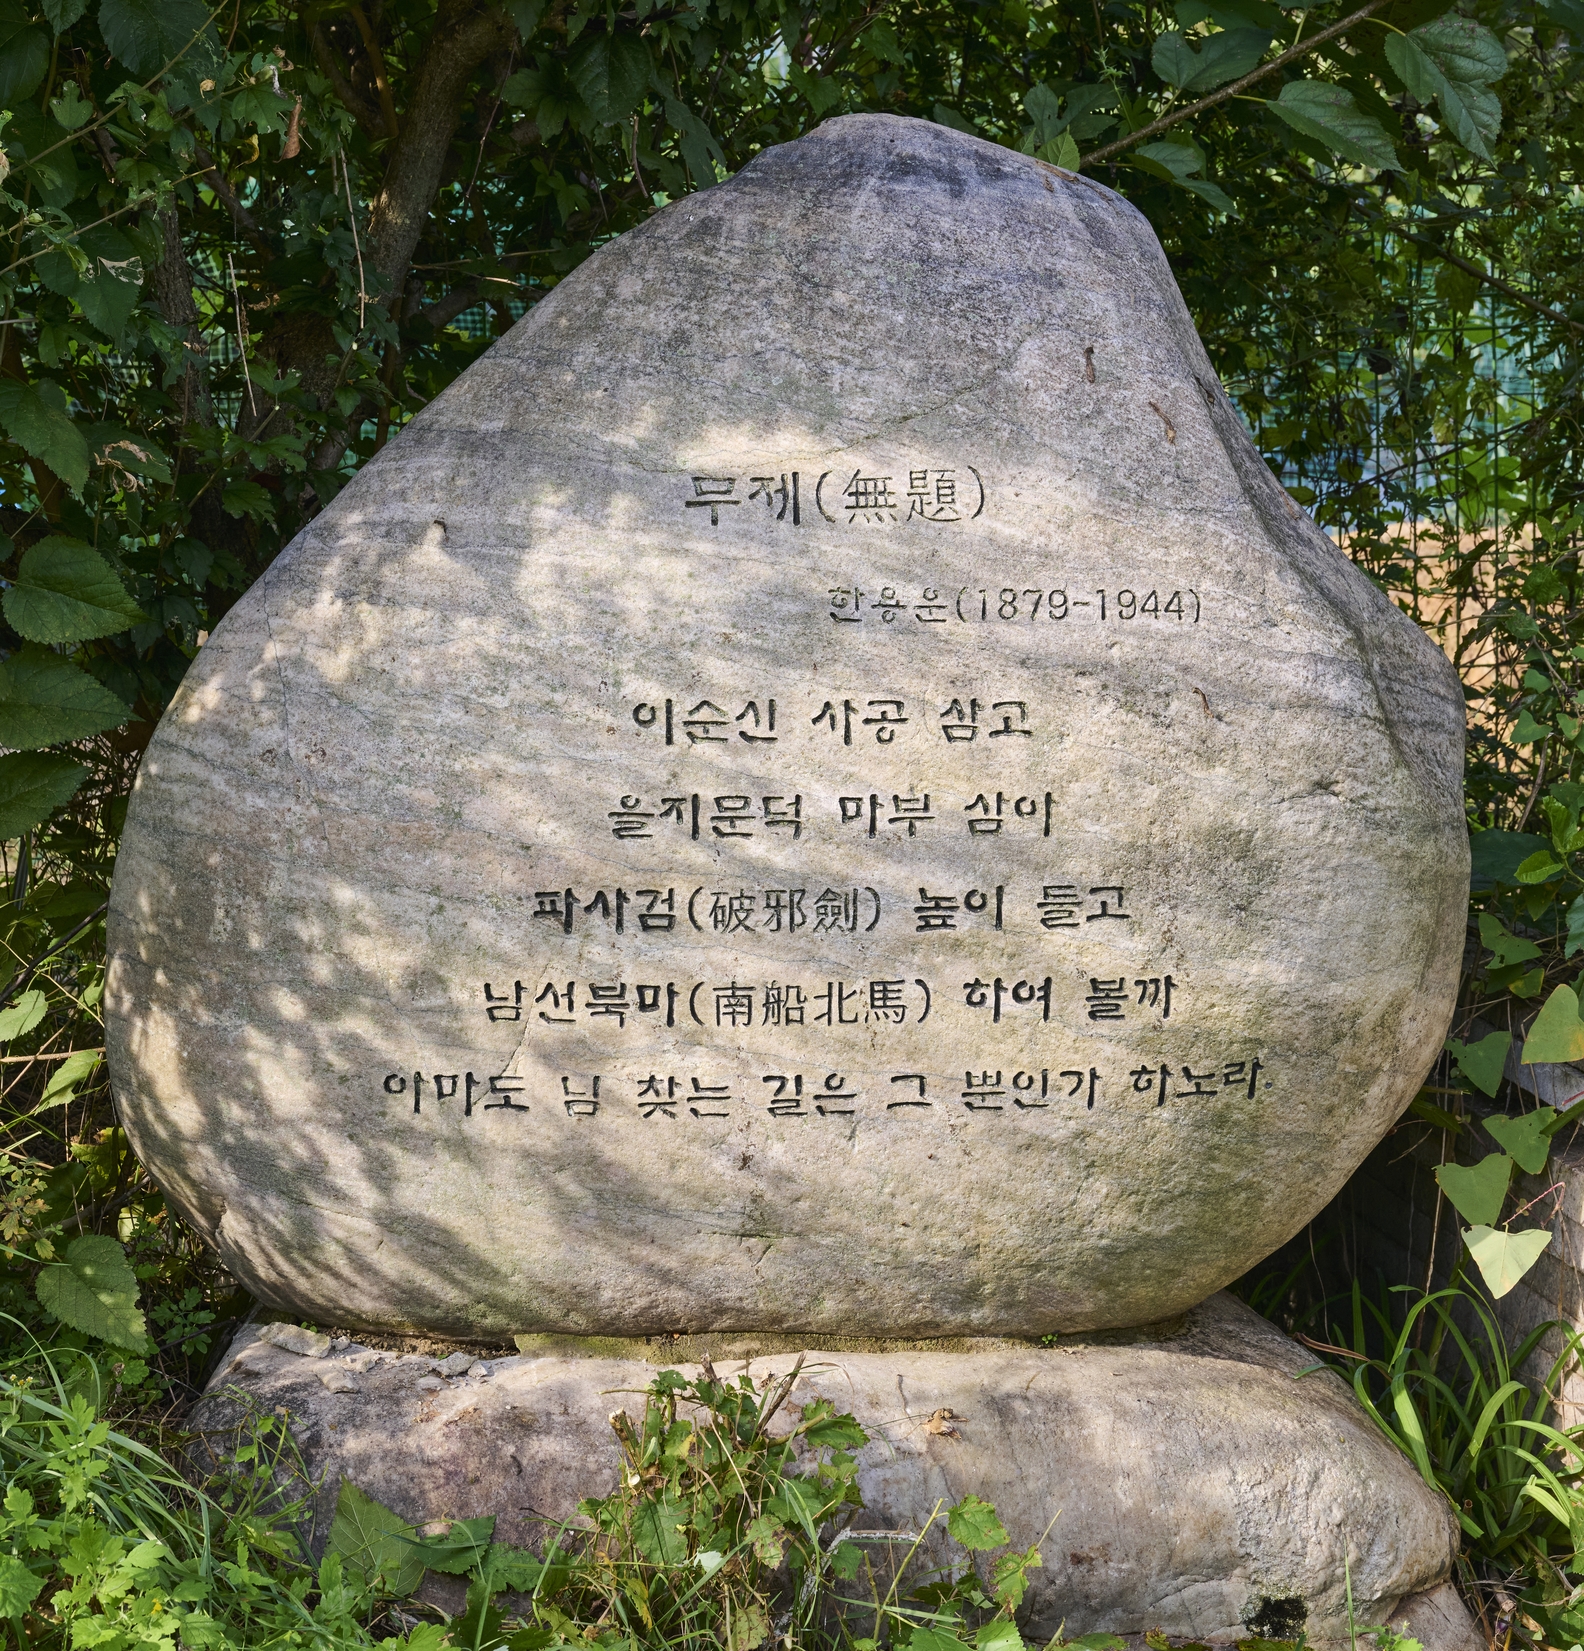 무제(無題)
한용운(1879-1944)
이순신 사공 삼고
을지문덕 마부 삼아
파사검(破邪劍) 높이 들고
남선북마(南船北馬) 하여 볼까
아마도 님 찾는 길은 그 뿐인가 하노라.